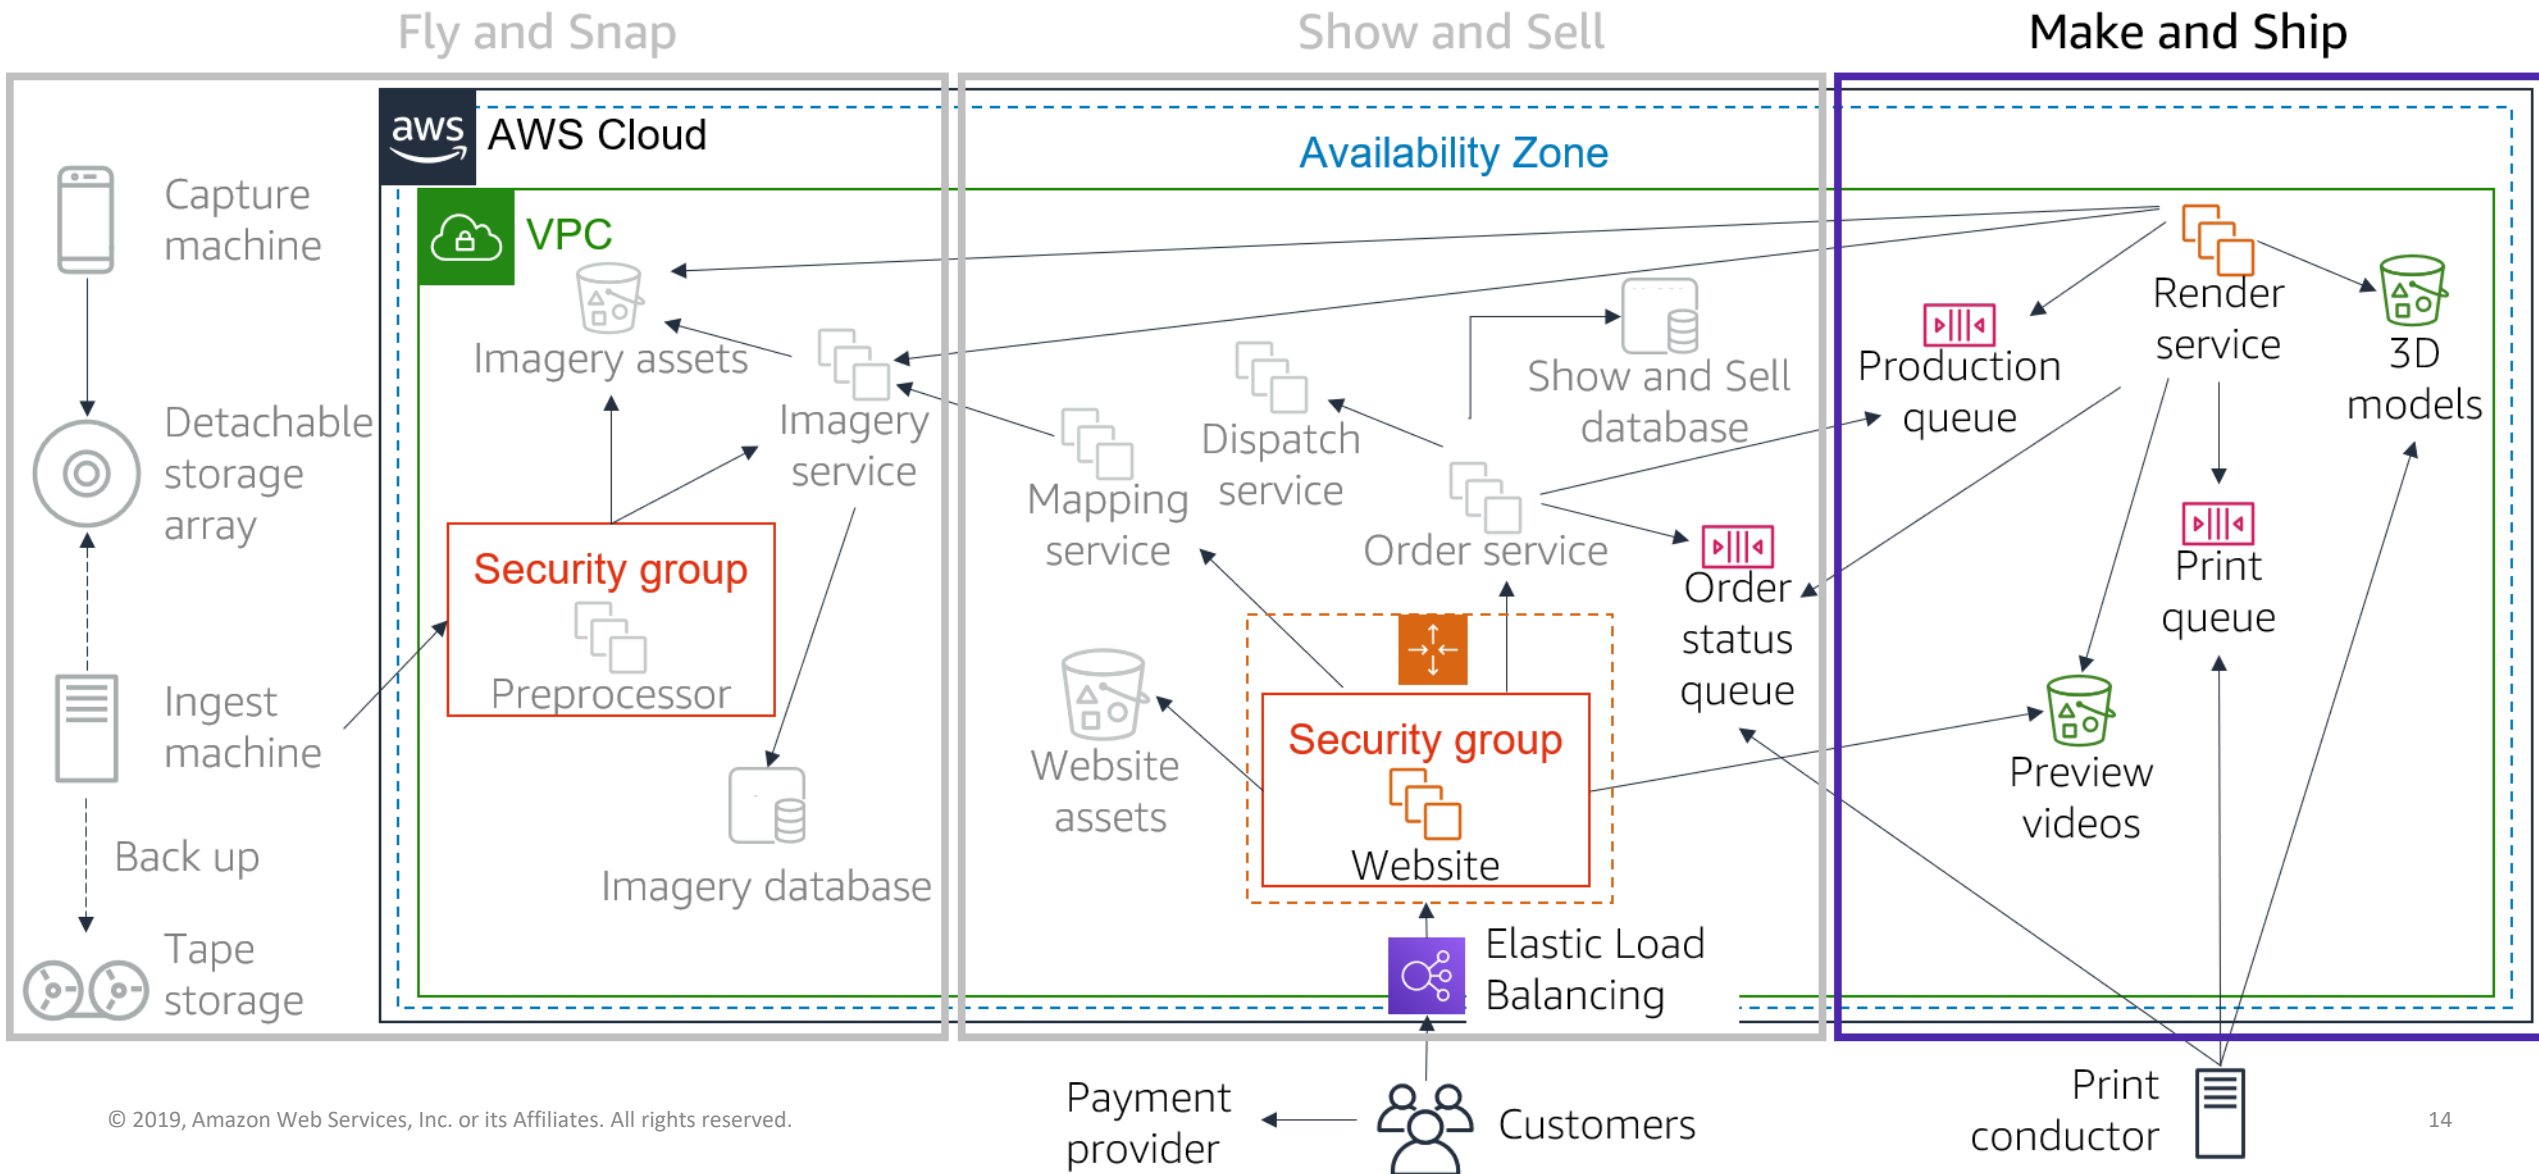 Fly and Snap
Show and Sell
Make and Ship
aws
AWS Cloud
Availability Zone
VPC
Capture
machine
Detachable
storage
array
Ingest
machine
Back up
Tape
storage
Imagery assets
Imagery
service
Security group
Preprocessor
Imagery database
Mapping
service
Dispatch
service
Show and Sell
database
Order service
Website
assets
Security group
Website
Order
status
queue
Elastic Load
Balancing
Production
queue
Render
service
3D
models
Print
queue
Preview
videos
Payment
provider
Customers
Print
conductor
© 2019, Amazon Web Services, Inc. or its Affiliates. All rights reserved.
14